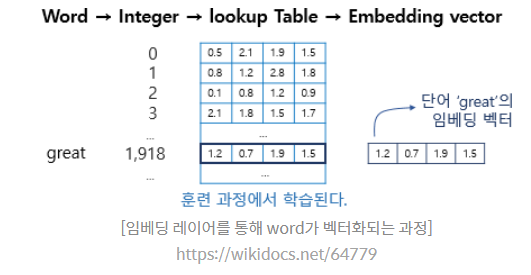 Word → Integer → lookup Table → Embedding vector
0 0.5 2.1 1.9 1.5
1 0.8 1.2 2.8 1.8
2 0.1 0.8 1.2 0.9
3 2.1 1.8 1.5 1.7
... ...
great 1,918 1.2 0.7 1.9 1.5
... ...
단어 'great'의
임베딩 벡터
1.2 0.7 1.9 1.5
훈련 과정에서 학습된다.
[임베딩 레이어를 통해 word가 벡터화되는 과정]
https://wikidocs.net/64779